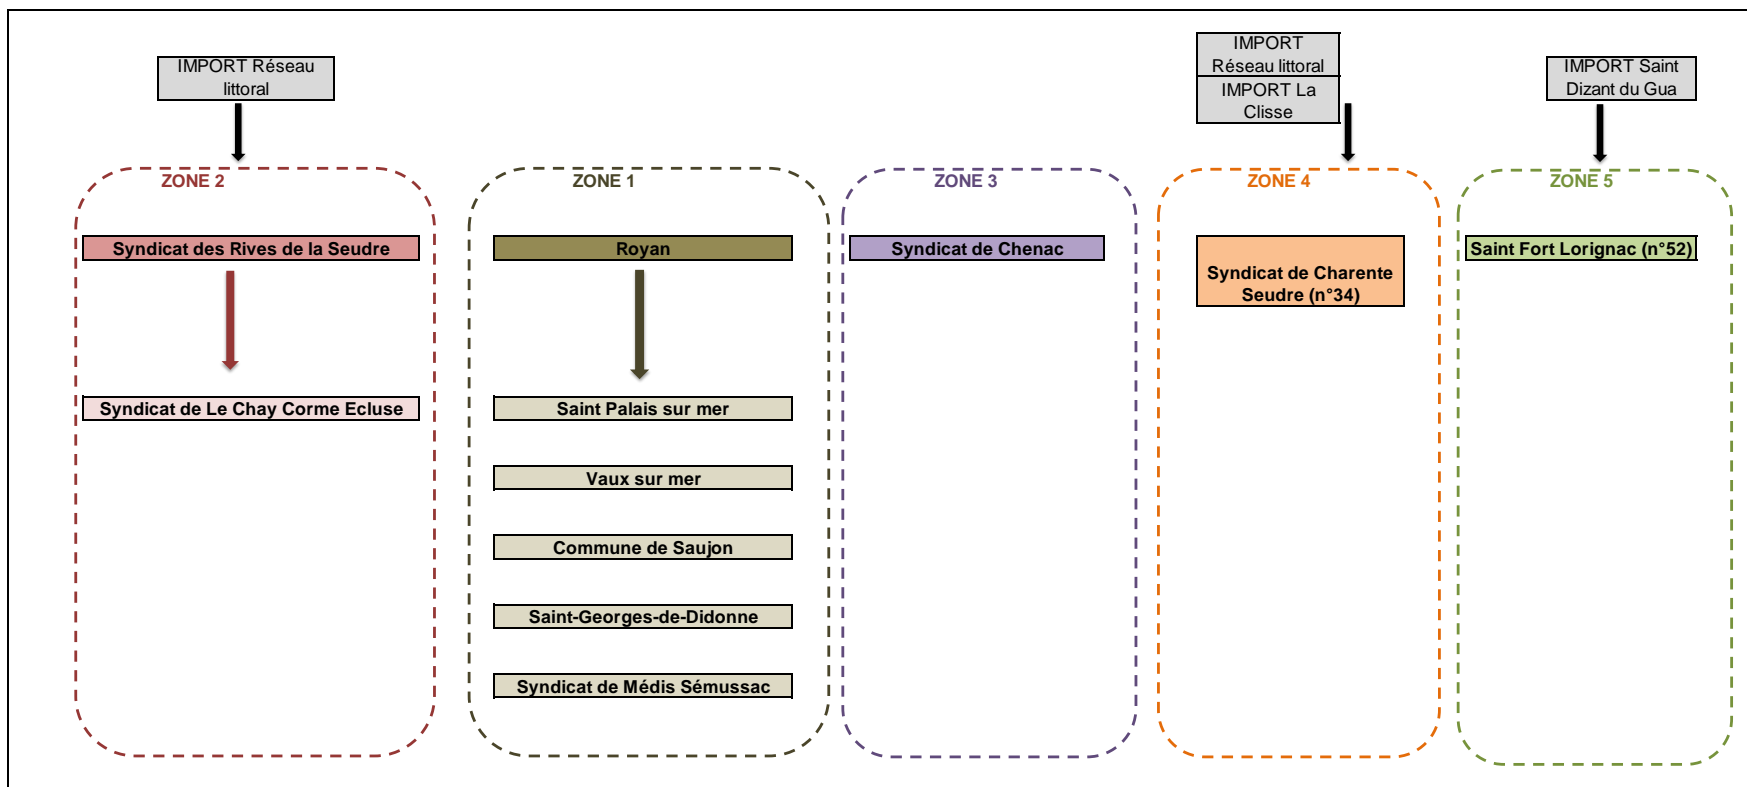 IMPORT Réseau
littoral
IMPORT
Réseau littoral
IMPORT La
Clisse
IMPORT Saint
Dizant du Gua
ZONE 2
ZONE 1
ZONE 3
ZONE 4
ZONE 5
Syndicat des Rives de la Seudre
Royan
Syndicat de Chenac
Syndicat de Charente
Seudre (n°34)
Saint Fort Lorignac (n°52)
Syndicat de Le Chay Corme Ecluse
Saint Palais sur mer
Vaux sur mer
Commune de Saujon
Saint-Georges-de-Didonne
Syndicat de Médis Sémussac